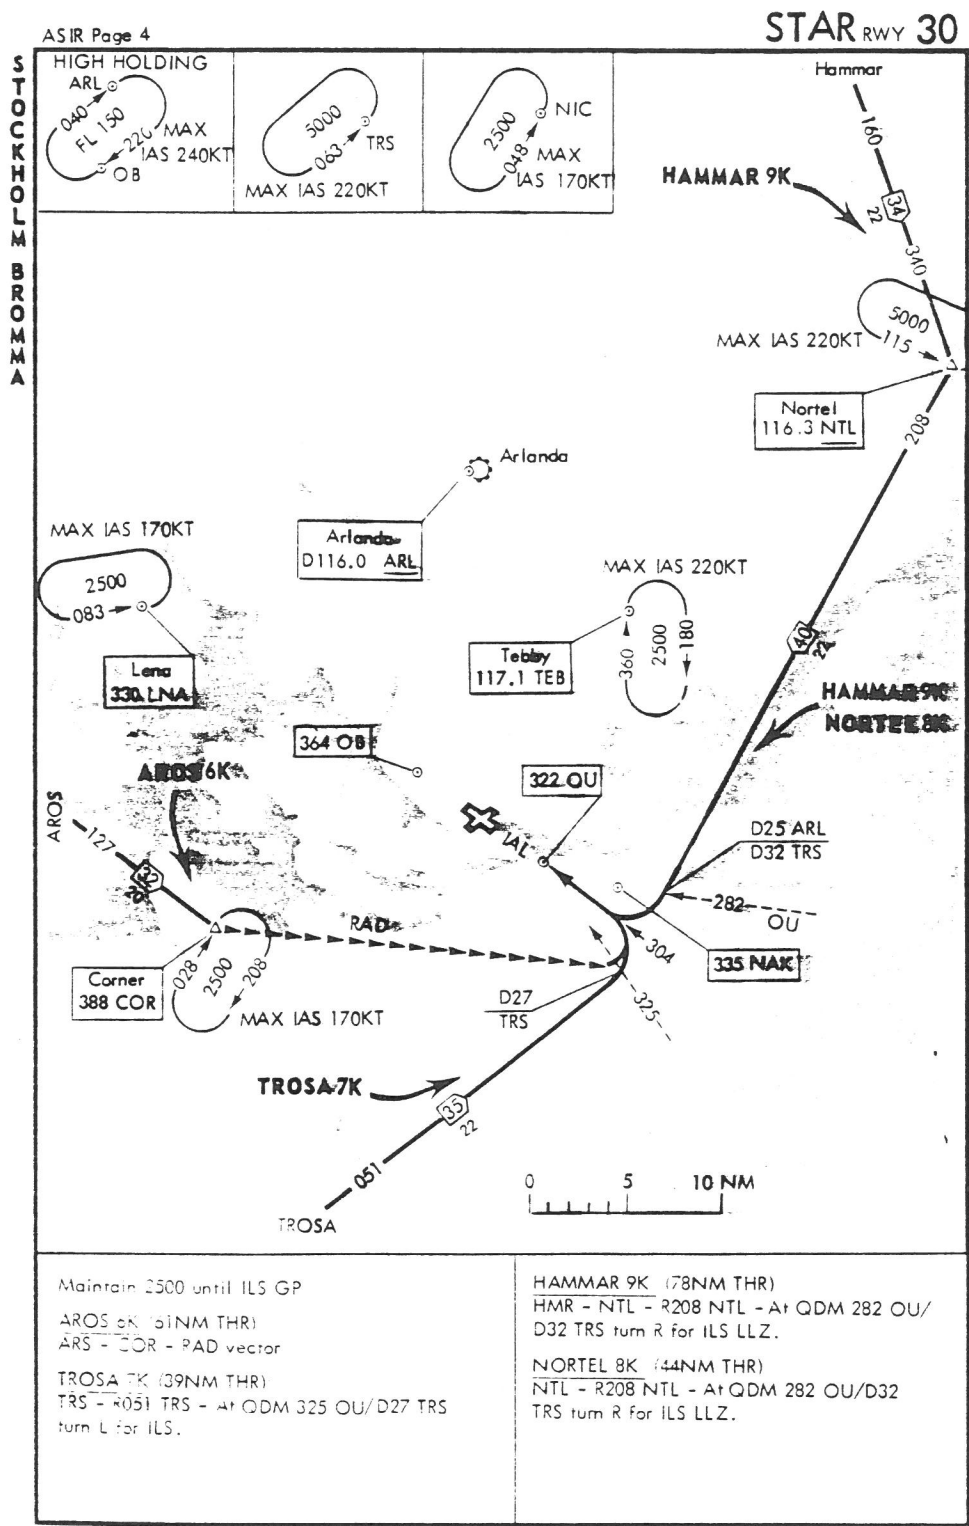 ASIR Page 4
STAR RWY 30
STOCKHOLM BROMMA
HIGH HOLDING
ARL
040
FL 150
220
MAX
IAS 240KT
OB
5000
063
TRS
MAX IAS 220KT
2500
048
NIC
MAX
IAS 170KT
Hammar
160
HAMMAR 9K
34
22
340
5000
115
MAX IAS 220KT
Nortel
116.3 NTL
208
Arlanda
Arlanda
D116.0 ARL
MAX IAS 170KT
2500
083
Lena
330 LNA
MAX IAS 220KT
360
2500
180
Tebby
117.1 TEB
40
22
HAMMAR 9K
NORTEL 8K
364 OB
AROS 6K
322 OU
AROS
127
IAL
D25 ARL
D32 TRS
282
OU
RAD
304
335 NAK
Corner
388 COR
028
2500
208
MAX IAS 170KT
D27
TRS
325
TROSA 7K
35
22
051
TROSA
0 5 10 NM
Maintain 2500 until ILS GP
AROS 6K (61NM THR)
ARS - COR - RAD vector
TROSA 7K (39NM THR)
TRS - R051 TRS - At QDM 325 OU/D27 TRS
turn L for ILS.
HAMMAR 9K (78NM THR)
HMR - NTL - R208 NTL - At QDM 282 OU/
D32 TRS turn R for ILS LLZ.
NORTEL 8K (44NM THR)
NTL - R208 NTL - At QDM 282 OU/D32
TRS turn R for ILS LLZ.